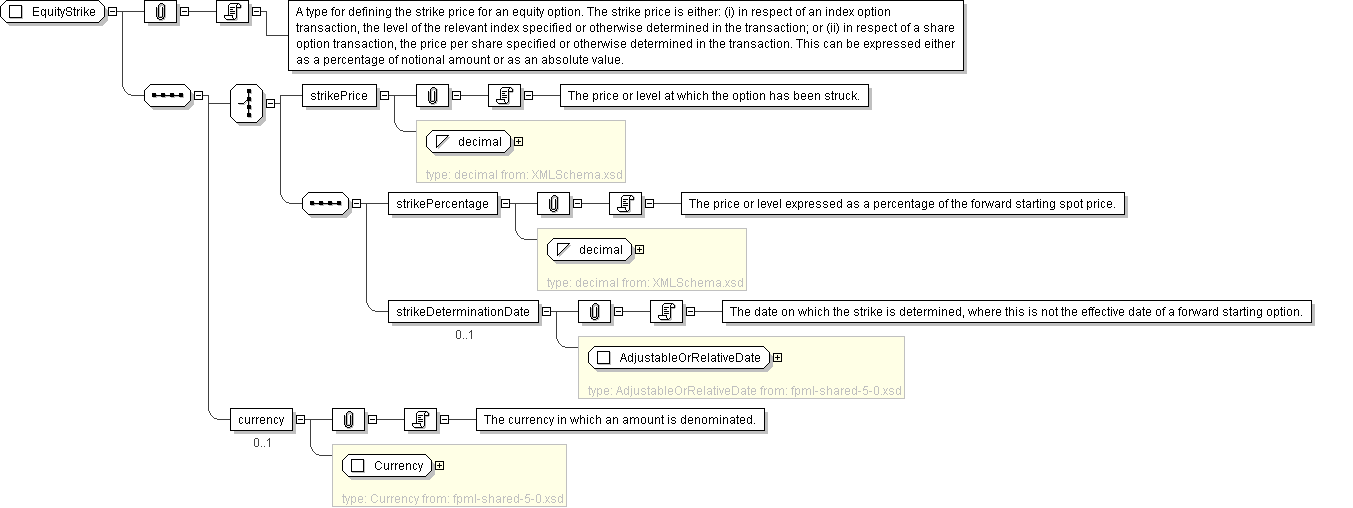 EquityStrike
A type for defining the strike price for an equity option. The strike price is either: (i) in respect of an index option
transaction, the level of the relevant index specified or otherwise determined in the transaction; or (ii) in respect of a share
option transaction, the price per share specified or otherwise determined in the transaction. This can be expressed either
as a percentage of notional amount or as an absolute value.
strikePrice
The price or level at which the option has been struck.
decimal
type: decimal from: XMLSchema.xsd
strikePercentage
The price or level expressed as a percentage of the forward starting spot price.
decimal
type: decimal from: XMLSchema.xsd
strikeDeterminationDate
The date on which the strike is determined, where this is not the effective date of a forward starting option.
0..1
AdjustableOrRelativeDate
type: AdjustableOrRelativeDate from: fpml-shared-5-0.xsd
currency
The currency in which an amount is denominated.
0..1
Currency
type: Currency from: fpml-shared-5-0.xsd